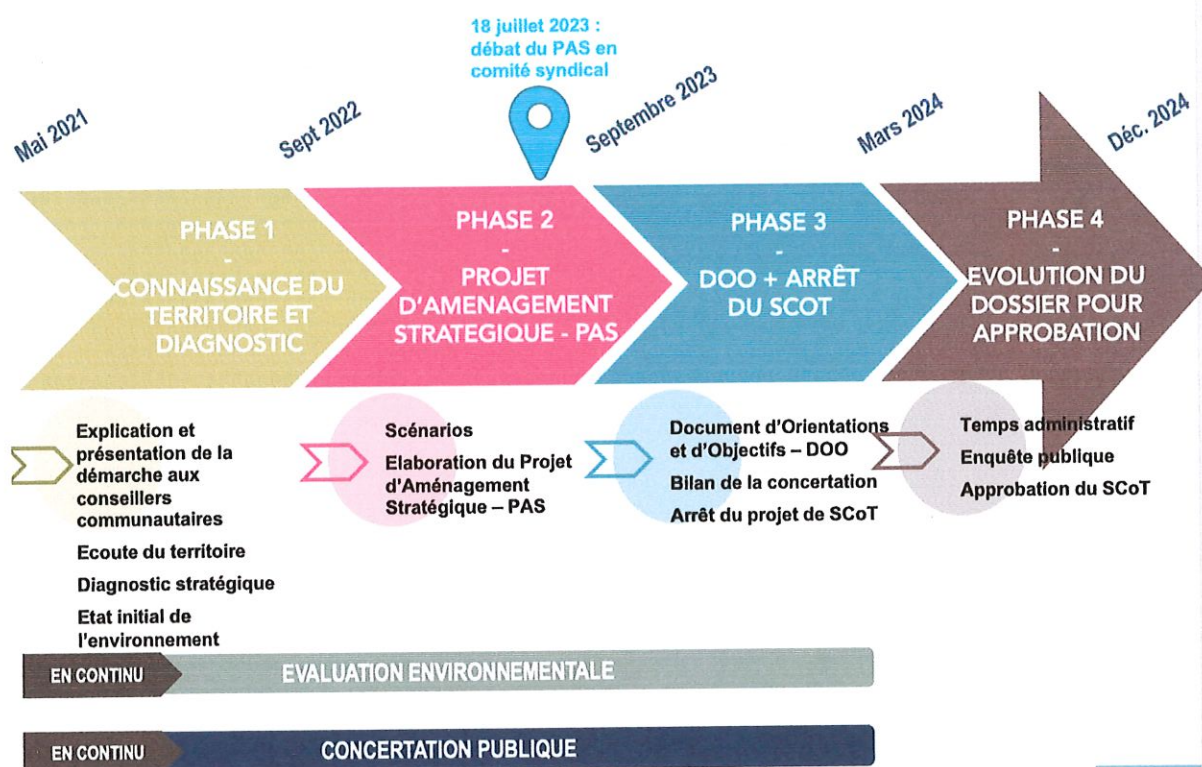 18 juillet 2023 :
débat du PAS en
comité syndical
Mai 2021
Sept 2022
Septembre 2023
Mars 2024
Déc. 2024
PHASE 1
-
CONNAISSANCE DU
TERRITOIRE ET
DIAGNOSTIC
PHASE 2
-
PROJET
D'AMENAGEMENT
STRATEGIQUE - PAS
PHASE 3
-
DOO + ARRÊT
DU SCOT
PHASE 4
-
EVOLUTION DU
DOSSIER POUR
APPROBATION
Explication et
présentation de la
démarche aux
conseillers
communautaires
Ecoute du territoire
Diagnostic stratégique
Etat initial de
l'environnement
Scénarios
Elaboration du Projet
d'Aménagement
Stratégique – PAS
Document d'Orientations
et d'Objectifs – DOO
Bilan de la concertation
Arrêt du projet de SCoT
Temps administratif
Enquête publique
Approbation du SCoT
EN CONTINU
EVALUATION ENVIRONNEMENTALE
EN CONTINU
CONCERTATION PUBLIQUE